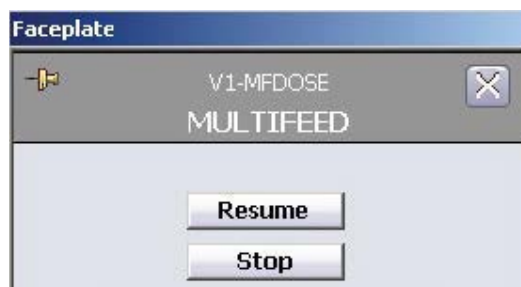 Faceplate
V1-MFDOSE
MULTIFEED
Resume
Stop